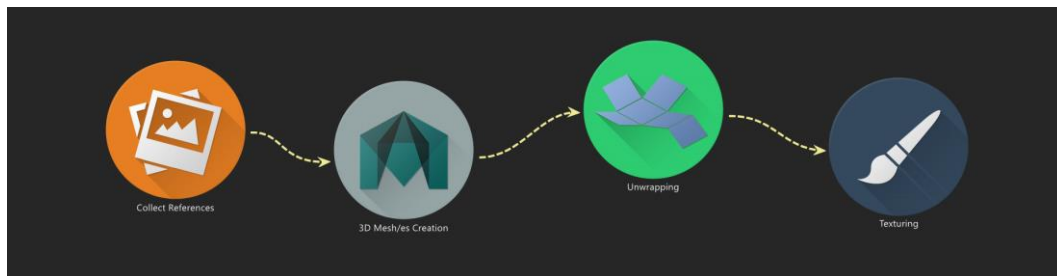 Collect References
3D Mesh/es Creation
Unwrapping
Texturing